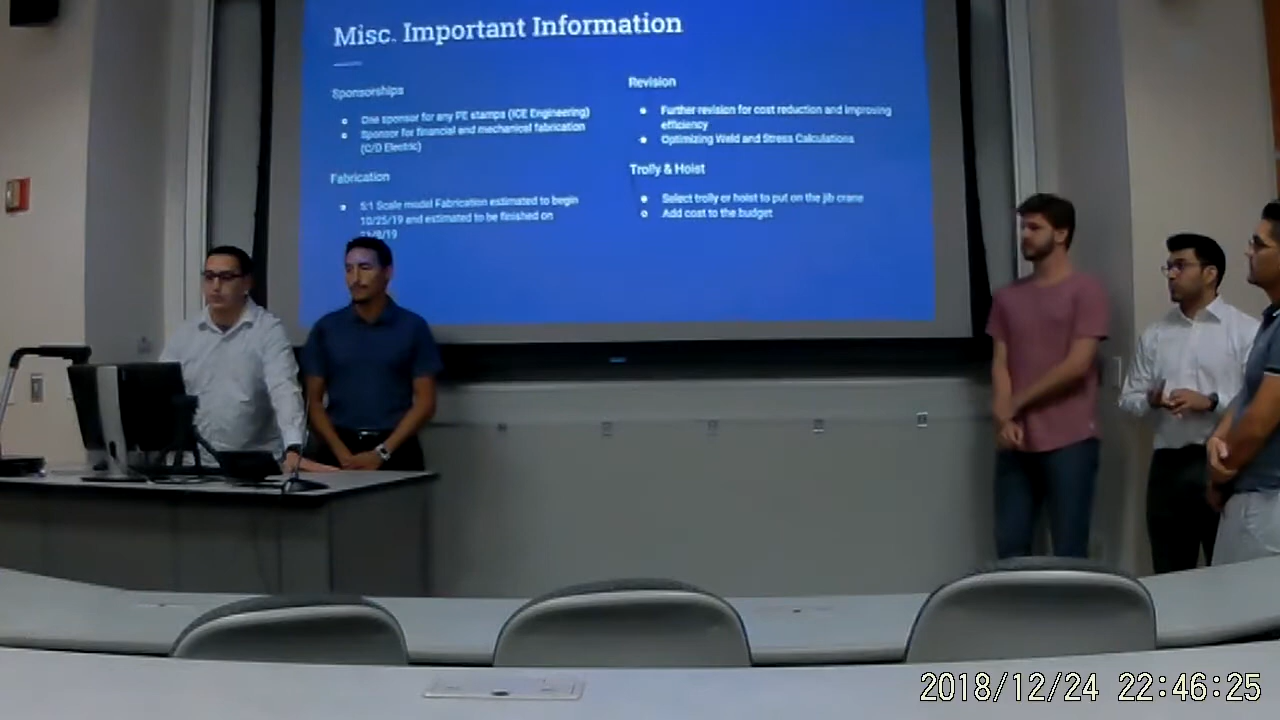 Misc. Important Information
Sponsorships
One sponsor for any PE stamps (ICE Engineering)
Sponsor for financial and mechanical fabrication
(C/D Electric)
Fabrication
5:1 Scale model Fabrication estimated to begin
10/25/19 and estimated to be finished on
Revision
Further revision for cost reduction and improving
efficiency
Optimizing Weld and Stress Calculations
Trolly & Hoist
Select trolly or hoist to put on the jib crane
Add cost to the budget
2018/12/24 22:46:25